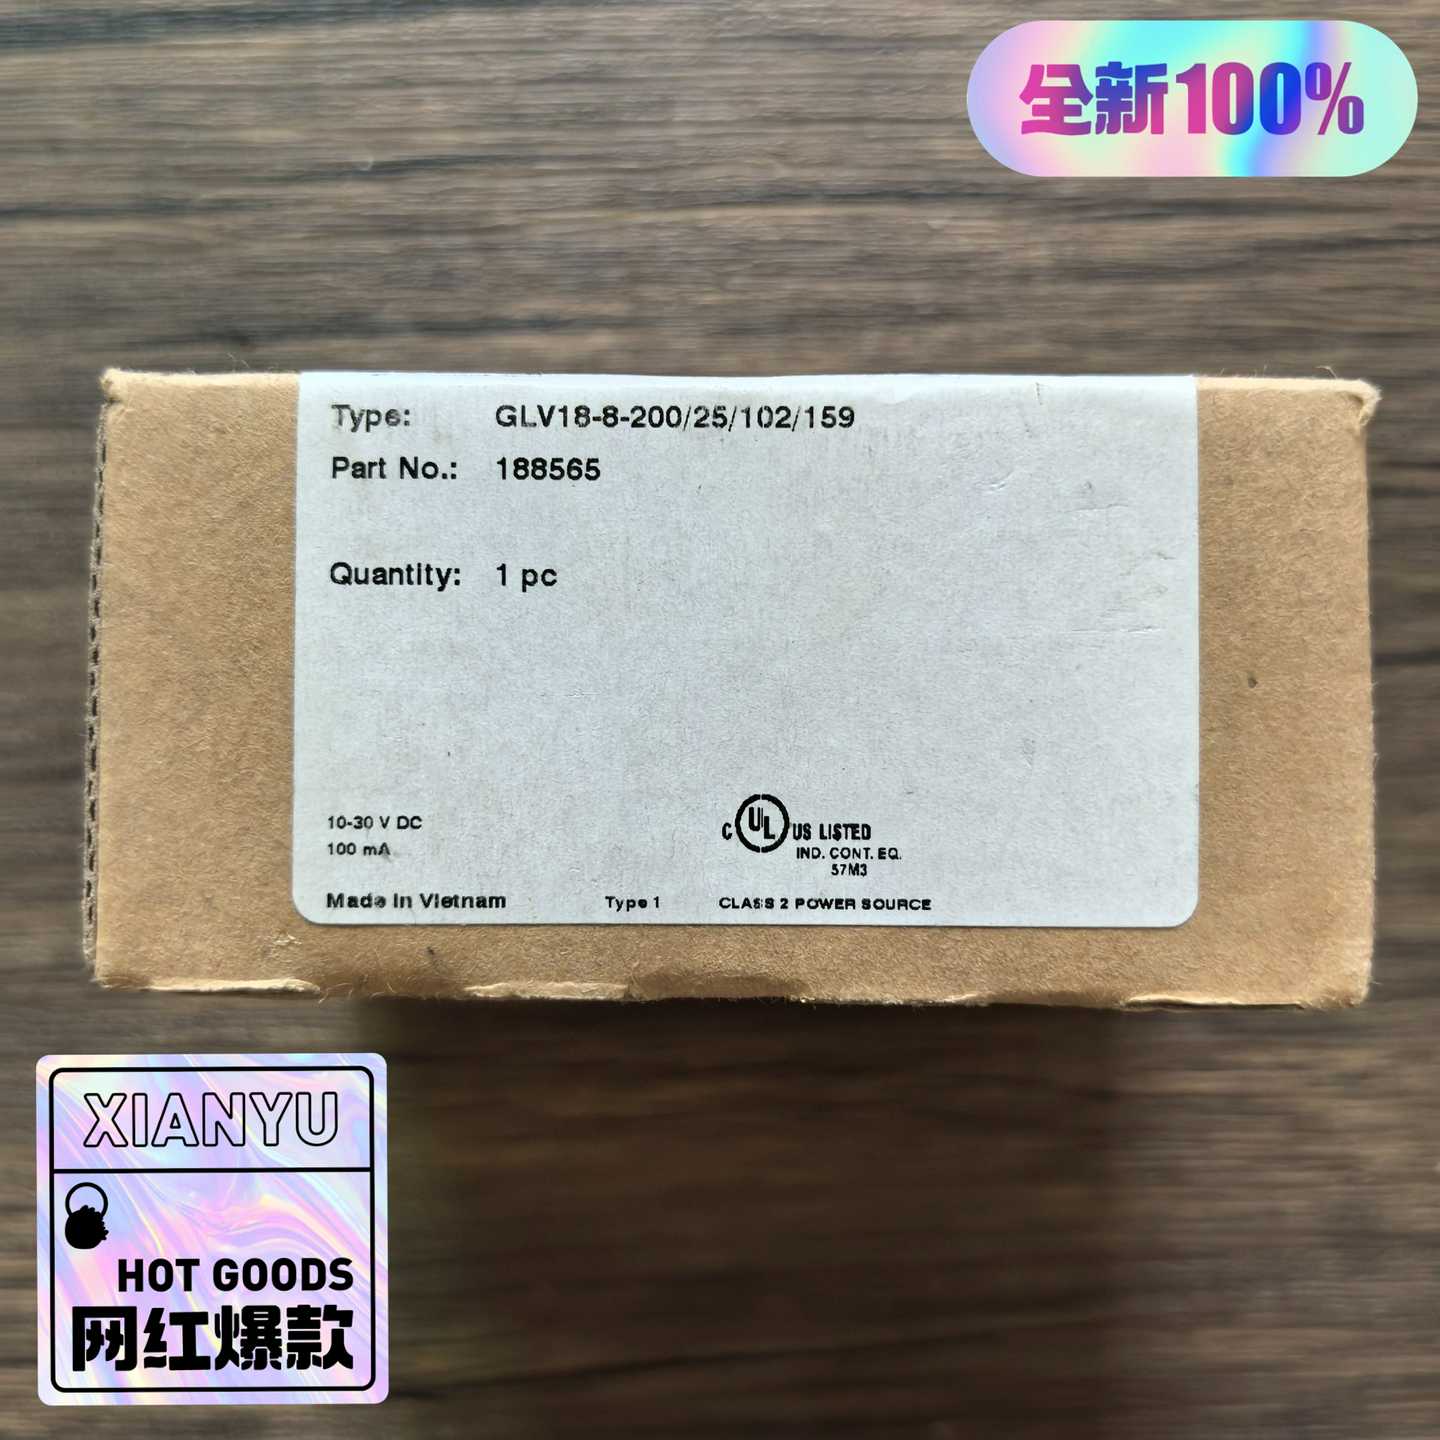 全新100%
Type: GLV18-8-200/25/102/159
Part No.: 188565
Quantity: 1 pc
10-30 V DC
100 mA
C UL US LISTED
IND. CONT. EQ.
57M3
Made in Vietnam Type 1 CLASS 2 POWER SOURCE
XIANYU
HOT GOODS
网红爆款